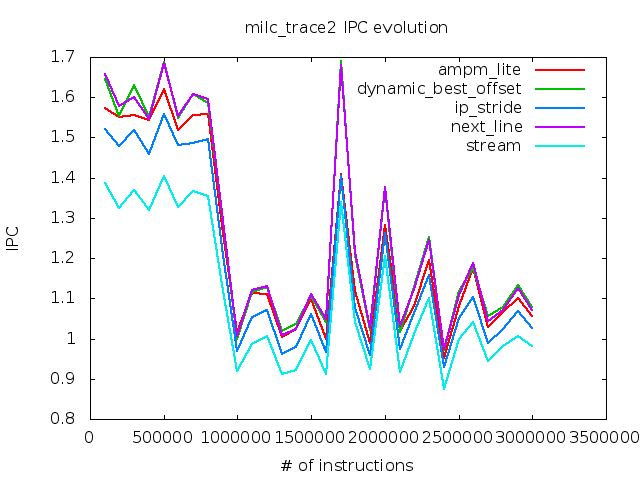 milc_trace2 IPC evolution
1.7
1.6
1.5
1.4
1.3
1.2
1.1
1
0.9
0.8
IPC
ampm_lite
dynamic_best_offset
ip_stride
next_line
stream
0 500000 1000000 1500000 2000000 2500000 3000000 3500000
# of instructions